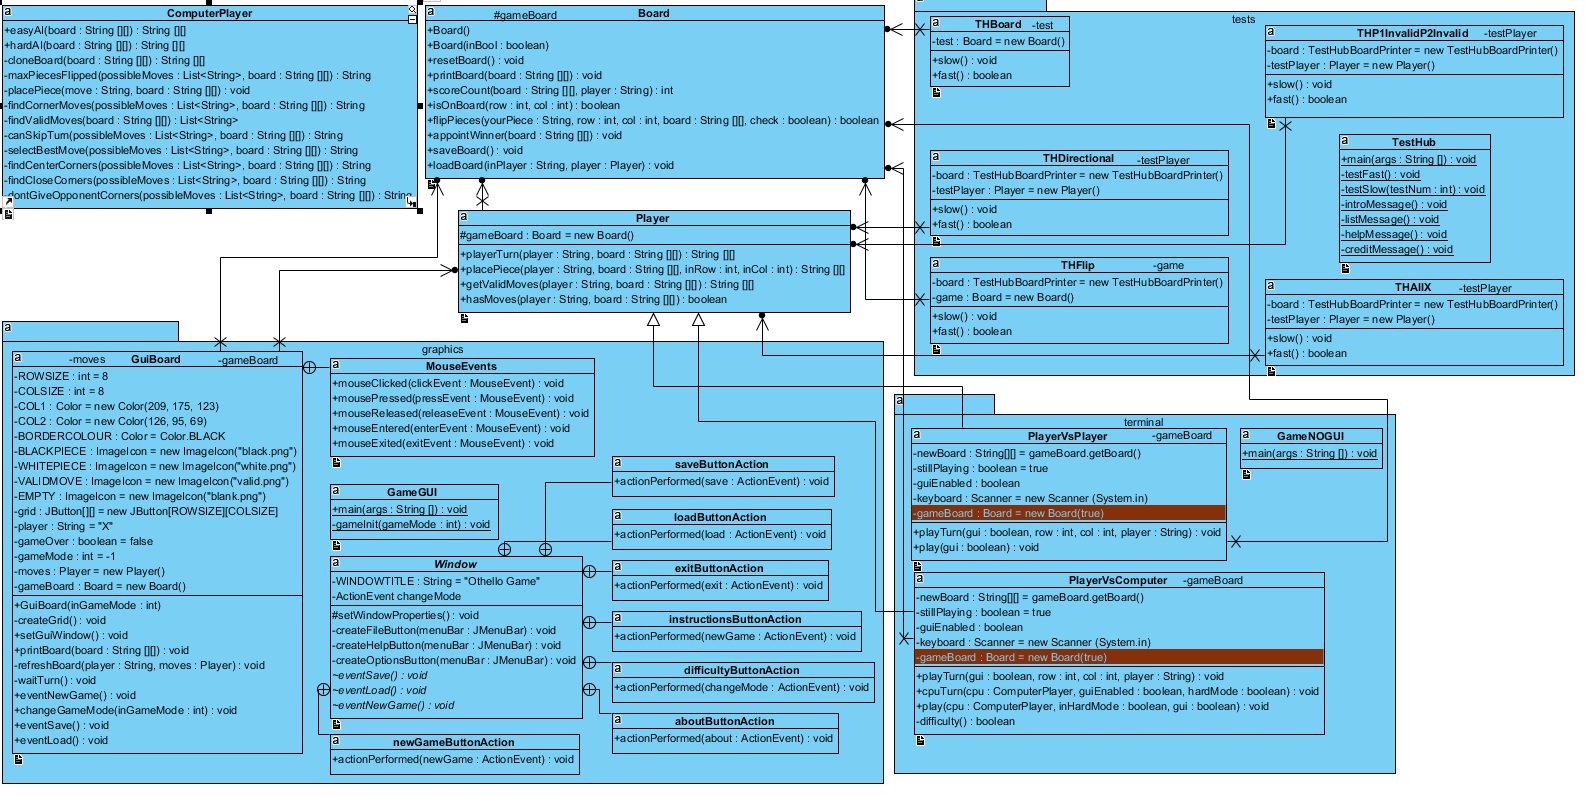 ComputerPlayer
+easyAI(board : String [][]) : String [][]
+hardAI(board : String [][]) : String [][]
-cloneBoard(board : String [][]) : String [][]
-maxPiecesFlipped(possibleMoves : List<String>, board : String [][]) : String
-placePiece(move : String, board : String [][]) : void
-findCornerMoves(possibleMoves : List<String>, board : String [][]) : String
-findValidMoves(board : String [][]) : List<String>
-canSkipTurn(possibleMoves : List<String>, board : String [][]) : String
-selectBestMove(possibleMoves : List<String>, board : String [][]) : String
-findCenterCorners(possibleMoves : List<String>, board : String [][]) : String
-findCloseCorners(possibleMoves : List<String>, board : String [][]) : String
-dontGiveOpponentCorners(possibleMoves : List<String>, board : String [][]) : String
#gameBoard
Board
+Board()
+Board(inBool : boolean)
+resetBoard() : void
+printBoard(board : String [][]) : void
+scoreCount(board : String [][], player : String) : int
+isOnBoard(row : int, col : int) : boolean
+flipPieces(yourPiece : String, row : int, col : int, board : String [][], check : boolean) : boolean
+appointWinner(board : String [][]) : void
+saveBoard() : void
+loadBoard(inPlayer : String, player : Player) : void
Player
#gameBoard : Board = new Board()
+playerTurn(player : String, board : String [][]) : String [][]
+placePiece(player : String, board : String [][], inRow : int, inCol : int) : String [][]
+getValidMoves(player : String, board : String [][]) : String [][]
+hasMoves(player : String, board : String [][]) : boolean
tests
THBoard -test
-test : Board = new Board()
+slow() : void
+fast() : boolean
THP1InvalidP2Invalid -testPlayer
-board : TestHubBoardPrinter = new TestHubBoardPrinter()
-testPlayer : Player = new Player()
+slow() : void
+fast() : boolean
THDirectional -testPlayer
-board : TestHubBoardPrinter = new TestHubBoardPrinter()
-testPlayer : Player = new Player()
+slow() : void
+fast() : boolean
TestHub
+main(args : String []) : void
-testFast() : void
-testSlow(testNum : int) : void
-introMessage() : void
-listMessage() : void
-helpMessage() : void
-creditMessage() : void
THFlip -game
-board : TestHubBoardPrinter = new TestHubBoardPrinter()
-game : Board = new Board()
+slow() : void
+fast() : boolean
THAllX -testPlayer
-board : TestHubBoardPrinter = new TestHubBoardPrinter()
-testPlayer : Player = new Player()
+slow() : void
+fast() : boolean
graphics
-moves GuiBoard -gameBoard
-ROWSIZE : int = 8
-COLSIZE : int = 8
-COL1 : Color = new Color(209, 175, 123)
-COL2 : Color = new Color(126, 95, 69)
-BORDERCOLOUR : Color = Color.BLACK
-BLACKPIECE : ImageIcon = new ImageIcon("black.png")
-WHITEPIECE : ImageIcon = new ImageIcon("white.png")
-VALIDMOVE : ImageIcon = new ImageIcon("valid.png")
-EMPTY : ImageIcon = new ImageIcon("blank.png")
-grid : JButton[][] = new JButton[ROWSIZE][COLSIZE]
-player : String = "X"
-gameOver : boolean = false
-gameMode : int = -1
-moves : Player = new Player()
-gameBoard : Board = new Board()
+GuiBoard(inGameMode : int)
-createGrid() : void
+setGuiWindow() : void
+printBoard(board : String [][]) : void
-refreshBoard(player : String, moves : Player) : void
-waitTurn() : void
+eventNewGame() : void
+changeGameMode(inGameMode : int) : void
+eventSave() : void
+eventLoad() : void
MouseEvents
+mouseClicked(clickEvent : MouseEvent) : void
+mousePressed(pressEvent : MouseEvent) : void
+mouseReleased(releaseEvent : MouseEvent) : void
+mouseEntered(enterEvent : MouseEvent) : void
+mouseExited(exitEvent : MouseEvent) : void
GameGUI
+main(args : String []) : void
-gameInit(gameMode : int) : void
Window
-WINDOWTITLE : String = "Othello Game"
-ActionEvent changeMode
#setWindowProperties() : void
-createFileButton(menuBar : JMenuBar) : void
-createHelpButton(menuBar : JMenuBar) : void
-createOptionsButton(menuBar : JMenuBar) : void
~eventSave() : void
~eventLoad() : void
~eventNewGame() : void
newGameButtonAction
+actionPerformed(newGame : ActionEvent) : void
saveButtonAction
+actionPerformed(save : ActionEvent) : void
loadButtonAction
+actionPerformed(load : ActionEvent) : void
exitButtonAction
+actionPerformed(exit : ActionEvent) : void
instructionsButtonAction
+actionPerformed(newGame : ActionEvent) : void
difficultyButtonAction
+actionPerformed(changeMode : ActionEvent) : void
aboutButtonAction
+actionPerformed(about : ActionEvent) : void
terminal
PlayerVsPlayer -gameBoard
-newBoard : String[][] = gameBoard.getBoard()
-stillPlaying : boolean = true
-guiEnabled : boolean
-keyboard : Scanner = new Scanner (System.in)
-gameBoard : Board = new Board(true)
+playTurn(gui : boolean, row : int, col : int, player : String) : void
+play(gui : boolean) : void
GameNOGUI
+main(args : String []) : void
PlayerVsComputer -gameBoard
-newBoard : String[][] = gameBoard.getBoard()
-stillPlaying : boolean = true
-guiEnabled : boolean
-keyboard : Scanner = new Scanner (System.in)
-gameBoard : Board = new Board(true)
+playTurn(gui : boolean, row : int, col : int, player : String) : void
+cpuTurn(cpu : ComputerPlayer, guiEnabled : boolean, hardMode : boolean) : void
+play(cpu : ComputerPlayer, inHardMode : boolean, gui : boolean) : void
-difficulty() : boolean